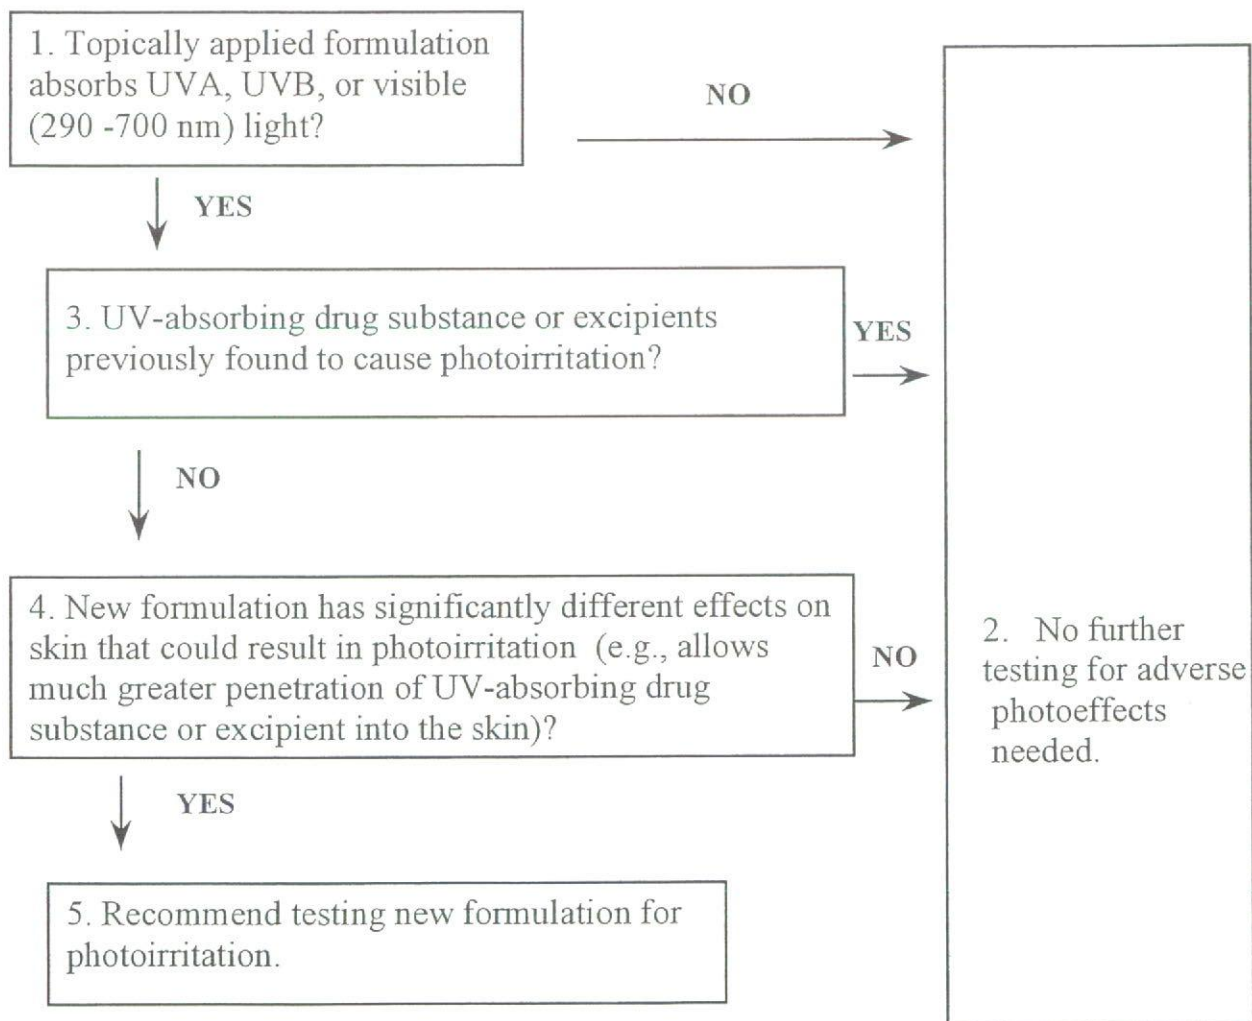 1. Topically applied formulation
absorbs UVA, UVB, or visible
(290 -700 nm) light?
NO
YES
3. UV-absorbing drug substance or excipients
previously found to cause photoirritation?
YES
NO
4. New formulation has significantly different effects on
skin that could result in photoirritation (e.g., allows
much greater penetration of UV-absorbing drug
substance or excipient into the skin)?
NO
2. No further
testing for adverse
photoeffects
needed.
YES
5. Recommend testing new formulation for
photoirritation.